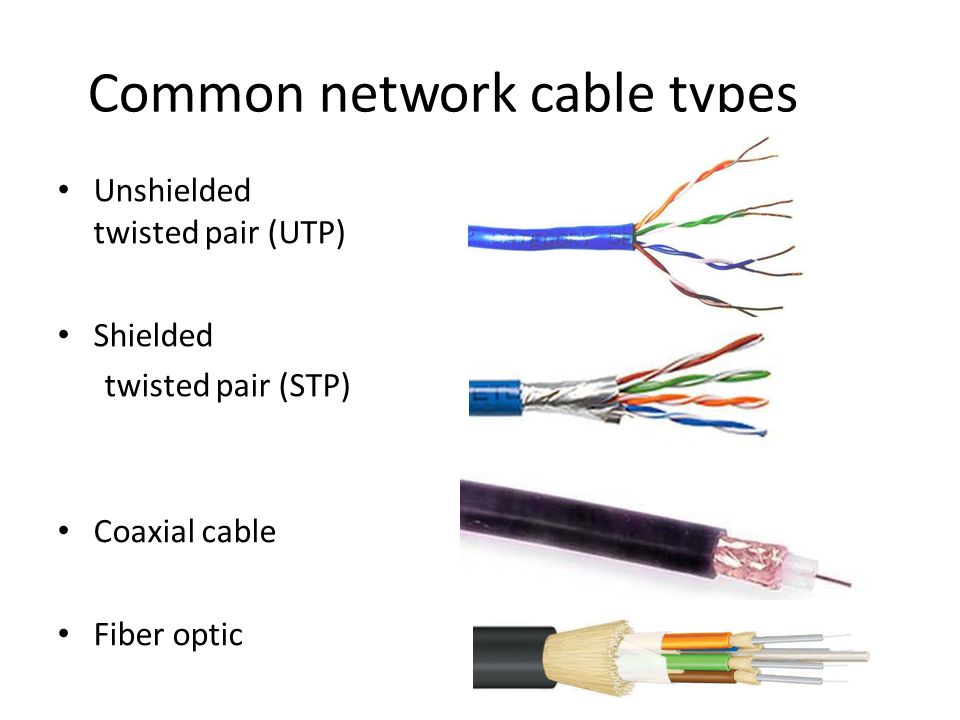 Common network cable types
• Unshielded
twisted pair (UTP)
• Shielded
twisted pair (STP)
• Coaxial cable
• Fiber optic